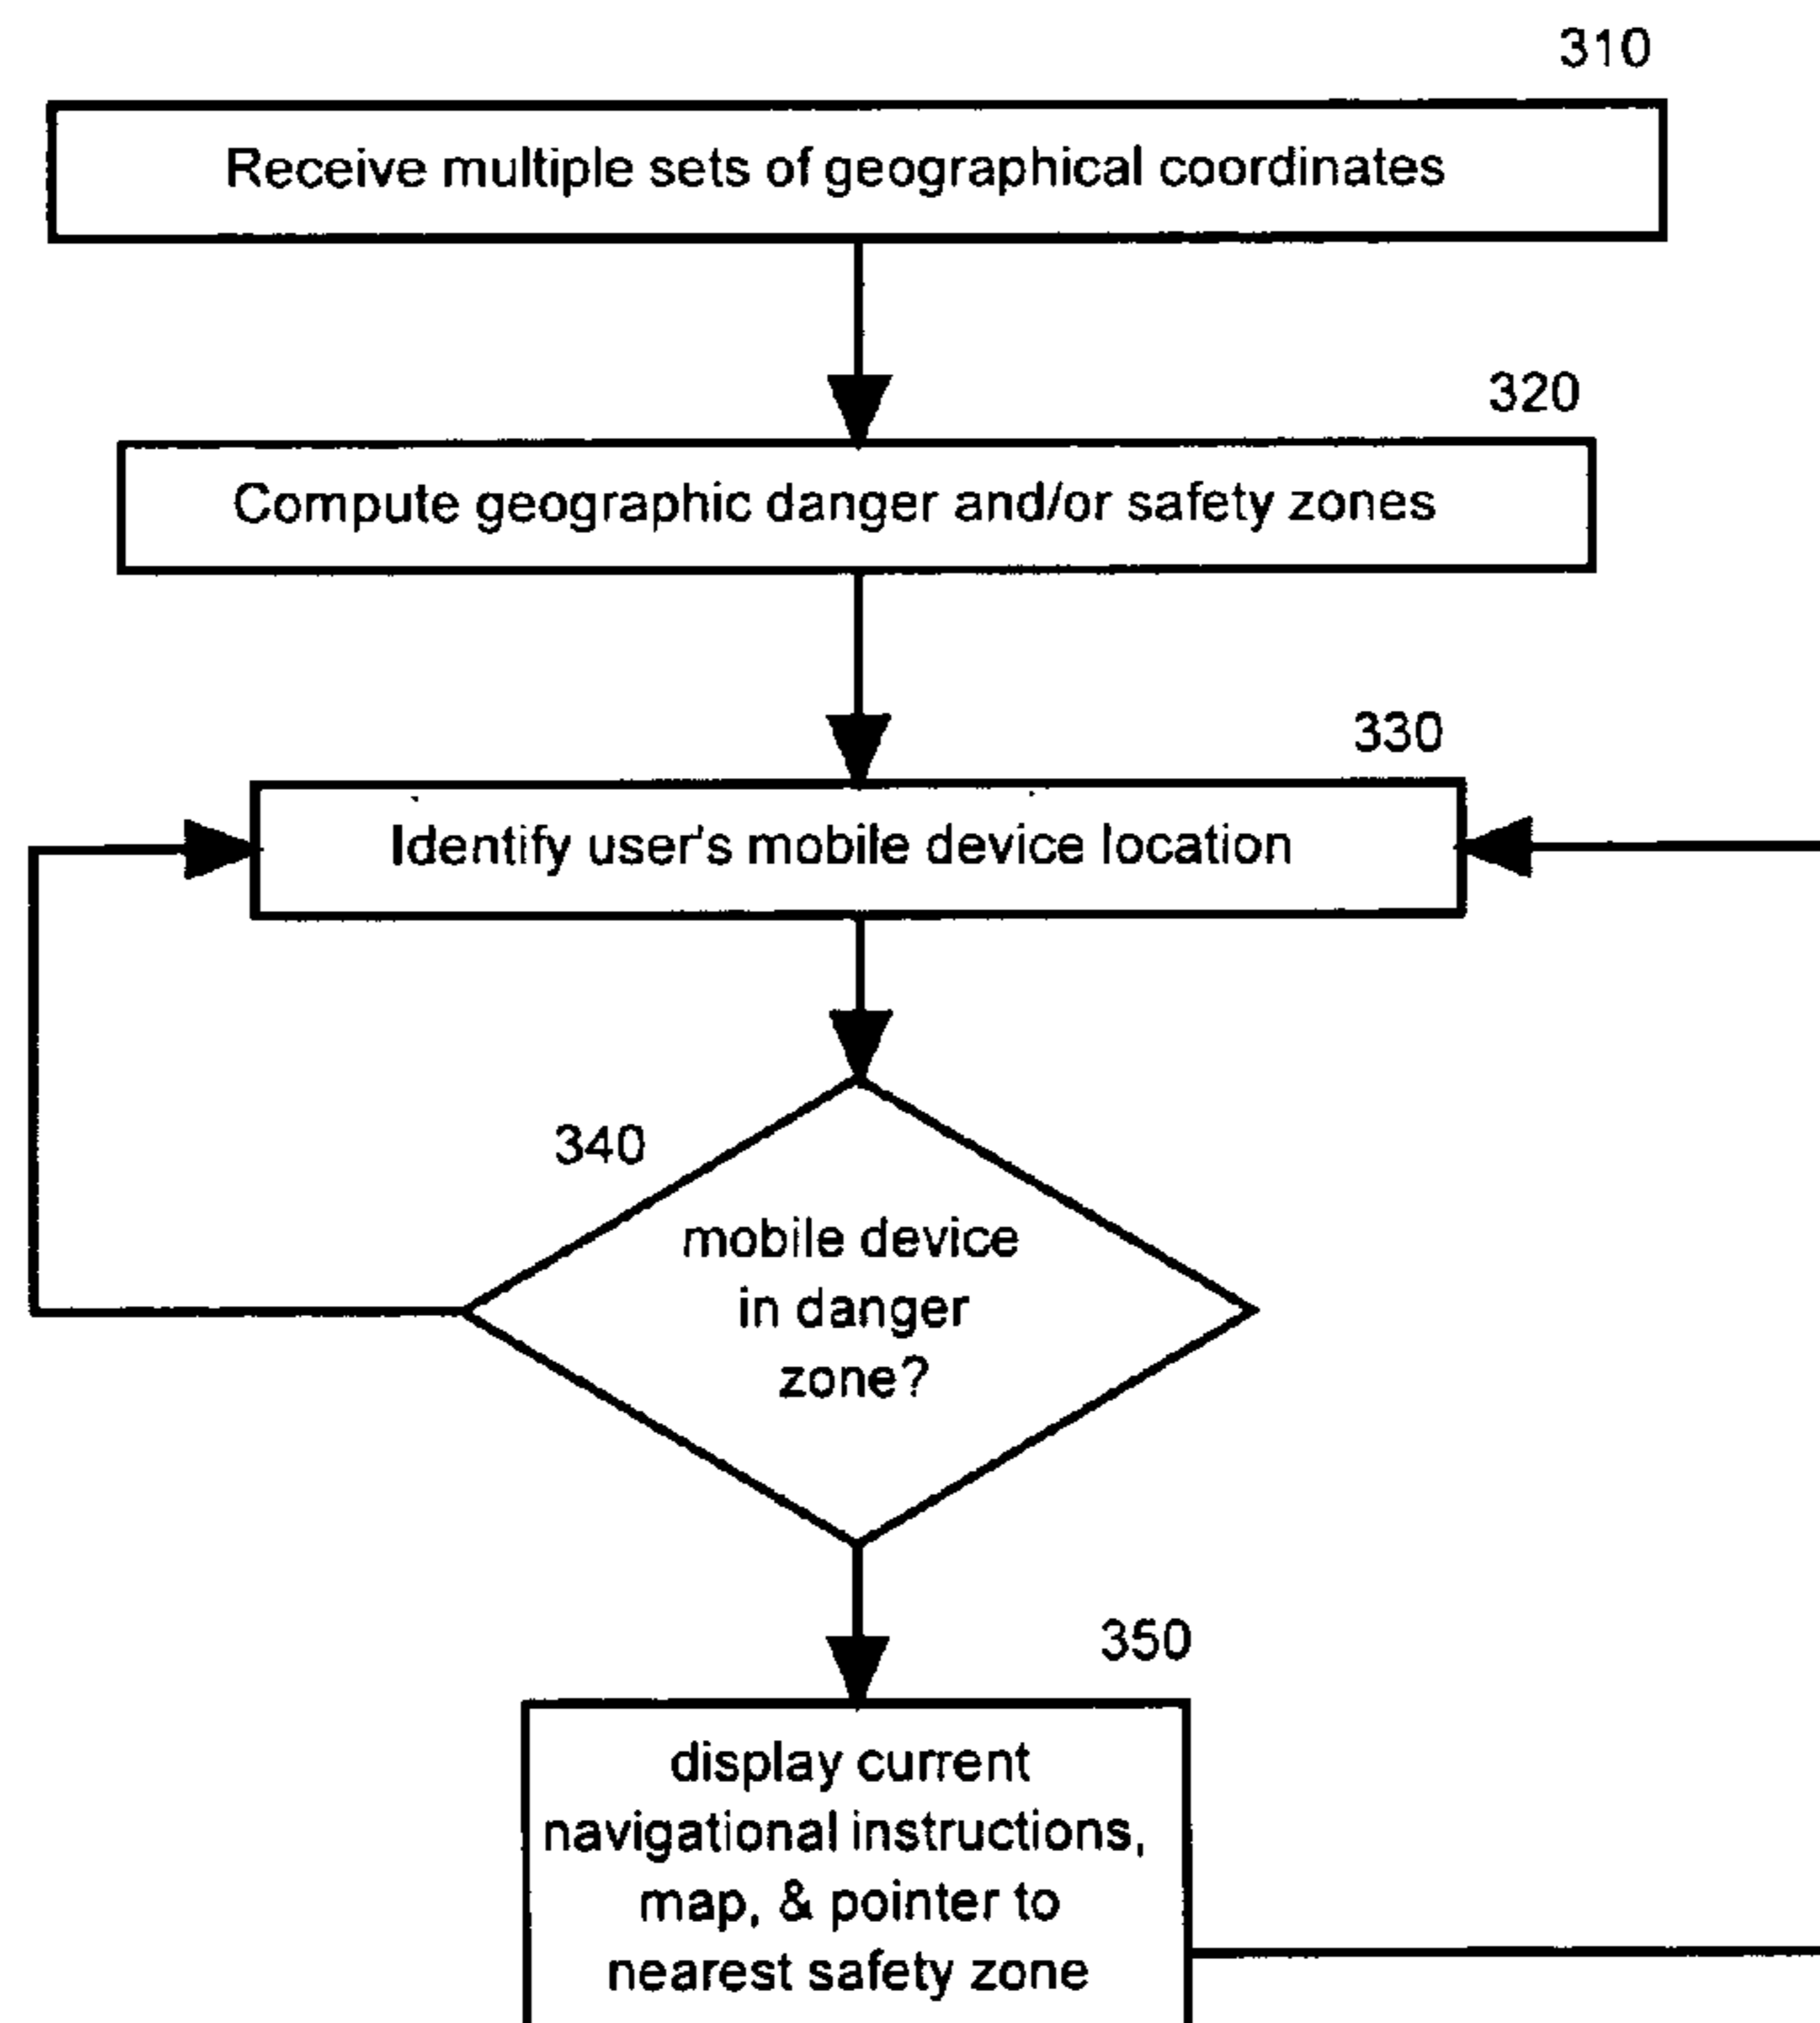 310
Receive multiple sets of geographical coordinates
320
Compute geographic danger and/or safety zones
330
Identify user's mobile device location
340
mobile device
in danger
zone?
350
display current
navigational instructions,
map, & pointer to
nearest safety zone